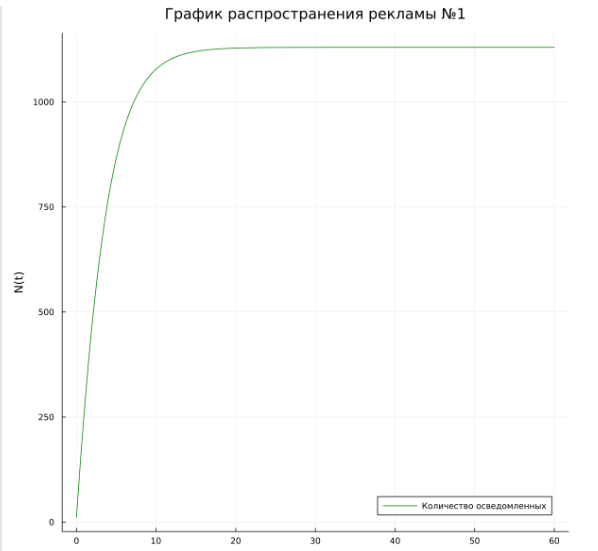 График распространения рекламы №1
1000
750
500
250
0
N(t)
Количество осведомленных
0 10 20 30 40 50 60